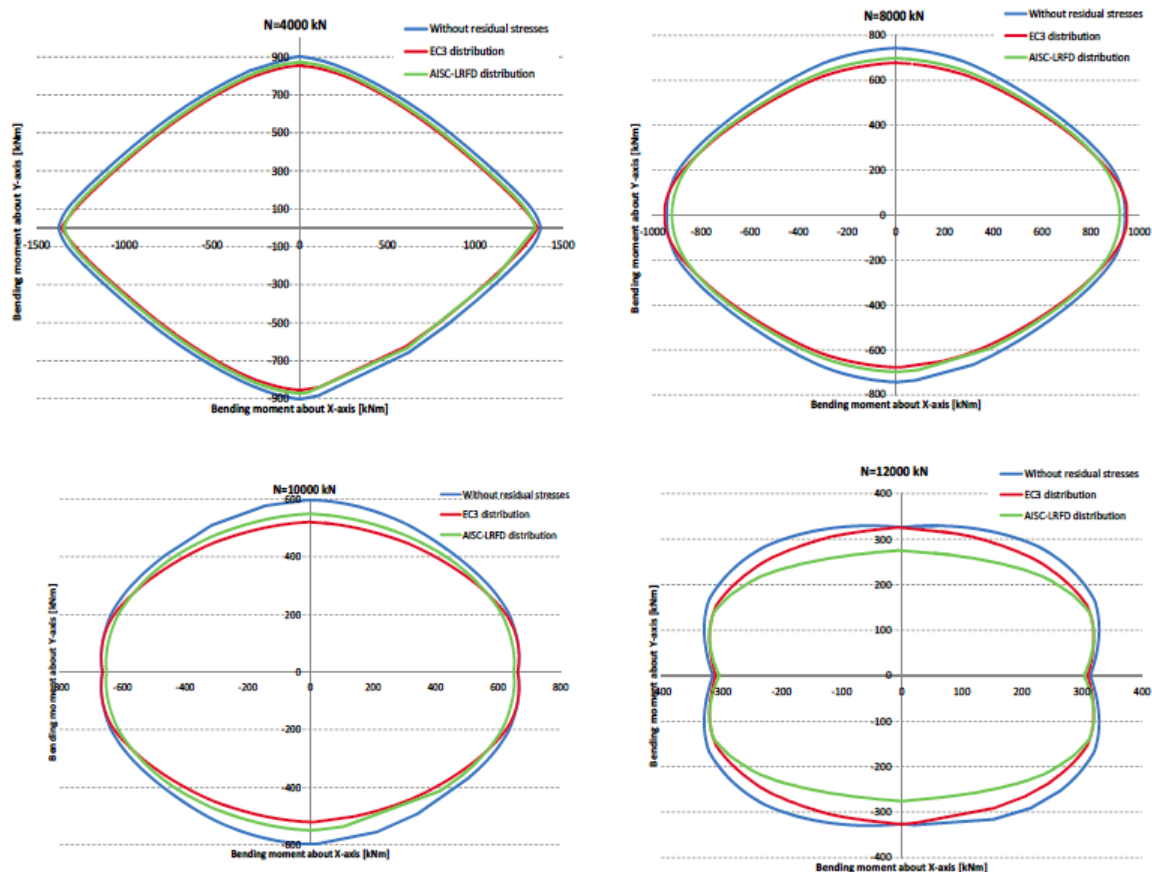 N=4000 kN
Without residual stresses
EC3 distribution
AISC-LRFD distribution
Bending moment about Y-axis [kNm]
900
700
500
300
100
-1500 -1000 -500 0 500 1000 1500
-100
-300
-500
-700
-900
Bending moment about X-axis [kNm]
N=8000 kN
Without residual stresses
EC3 distribution
AISC-LRFD distribution
Bending moment about Y-axis [kNm]
800
600
400
200
0
-1000 -800 -600 -400 -200 0 200 400 600 800 1000
-200
-400
-600
-800
Bending moment about X-axis [kNm]
N=10000 kN
Without residual stresses
EC3 distribution
AISC-LRFD distribution
Bending moment about Y-axis [kNm]
600
400
200
0
-800 -600 -400 -200 0 200 400 600 800
-200
-400
-600
Bending moment about X-axis [kNm]
N=12000 kN
Without residual stresses
EC3 distribution
AISC-LRFD distribution
Bending moment about Y-axis [kNm]
400
300
200
100
0
-400 -300 -200 -100 0 100 200 300 400
-100
-200
-300
-400
Bending moment about X-axis [kNm]